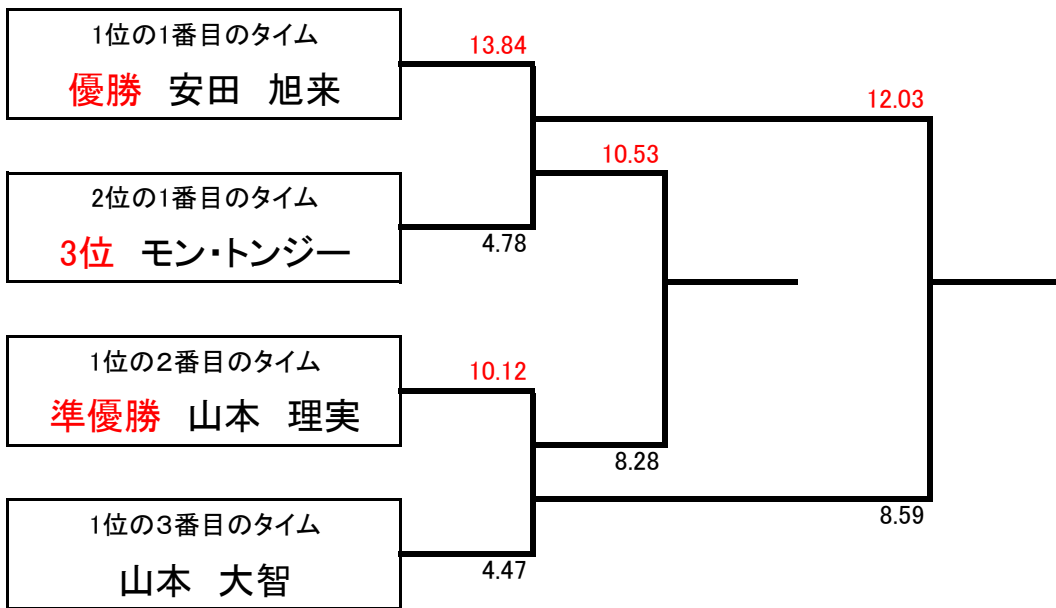 1位の1番目のタイム
優勝　安田　旭来
13.84
12.03
10.53
2位の1番目のタイム
3位　モン・トンジー
4.78
1位の２番目のタイム
準優勝　山本　理実
10.12
8.28
8.59
1位の３番目のタイム
山本　大智
4.47